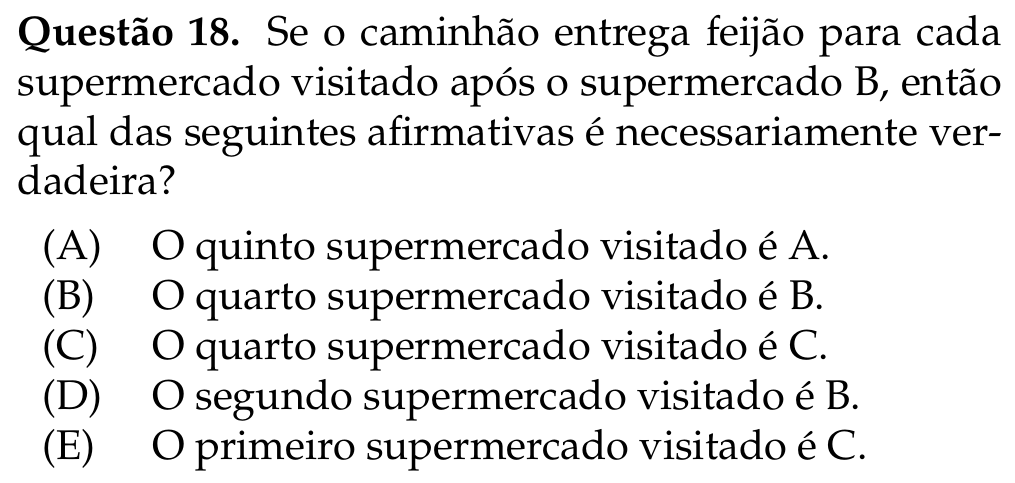 Questão 18. Se o caminhão entrega feijão para cada
supermercado visitado após o supermercado B, então
qual das seguintes afirmativas é necessariamente ver-
dadeira?
(A) O quinto supermercado visitado é A.
(B) O quarto supermercado visitado é B.
(C) O quarto supermercado visitado é C.
(D) O segundo supermercado visitado é B.
(E) O primeiro supermercado visitado é C.